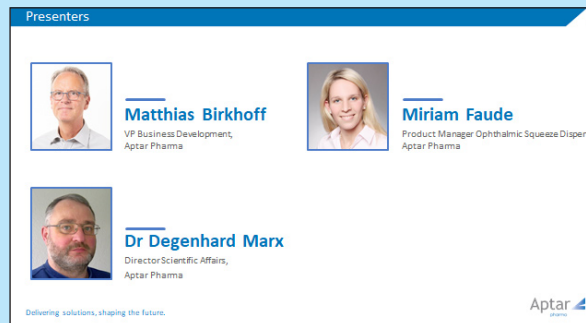 Presenters
Matthias Birkhoff
VP Business Development,
Aptar Pharma
Miriam Faude
Product Manager Ophthalmic Squeeze
Aptar Pharma
Dr Degenhard Marx
Director Scientific Affairs,
Aptar Pharma
Delivering solutions, shaping the future.
Aptar
pharma